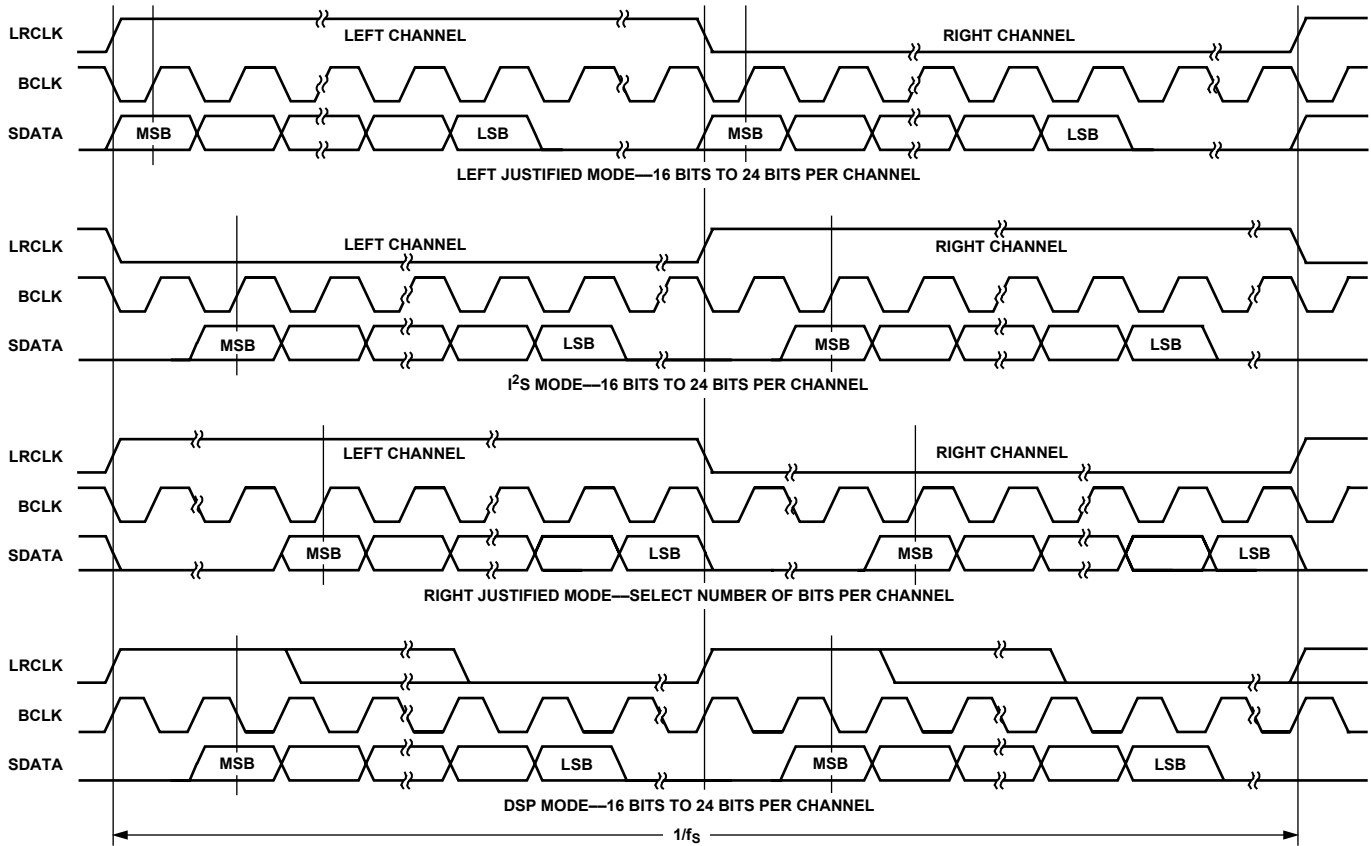 LRCLK
LEFT CHANNEL
RIGHT CHANNEL
BCLK
SDATA
MSB
LSB
MSB
LSB
LEFT JUSTIFIED MODE—16 BITS TO 24 BITS PER CHANNEL
LRCLK
LEFT CHANNEL
RIGHT CHANNEL
BCLK
SDATA
MSB
LSB
MSB
LSB
I²S MODE—16 BITS TO 24 BITS PER CHANNEL
LRCLK
LEFT CHANNEL
RIGHT CHANNEL
BCLK
SDATA
MSB
LSB
MSB
LSB
RIGHT JUSTIFIED MODE—SELECT NUMBER OF BITS PER CHANNEL
LRCLK
BCLK
SDATA
MSB
LSB
MSB
LSB
DSP MODE—16 BITS TO 24 BITS PER CHANNEL
1/fS